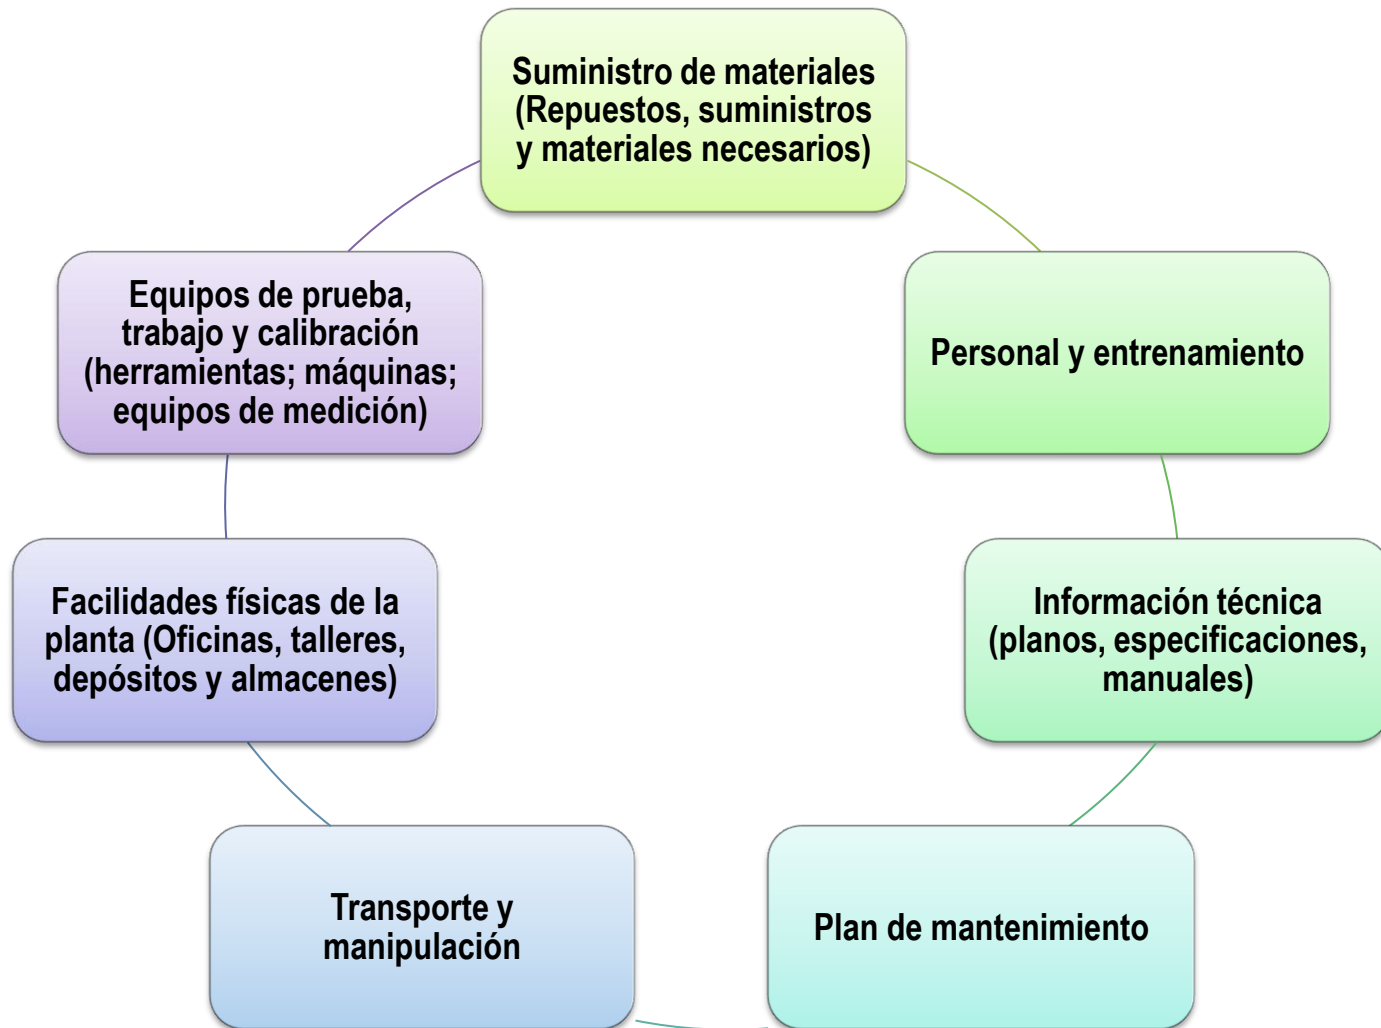 Suministro de materiales
(Repuestos, suministros
y materiales necesarios)
Equipos de prueba,
trabajo y calibración
(herramientas; máquinas;
equipos de medición)
Personal y entrenamiento
Facilidades físicas de la
planta (Oficinas, talleres,
depósitos y almacenes)
Información técnica
(planos, especificaciones,
manuales)
Transporte y
manipulación
Plan de mantenimiento